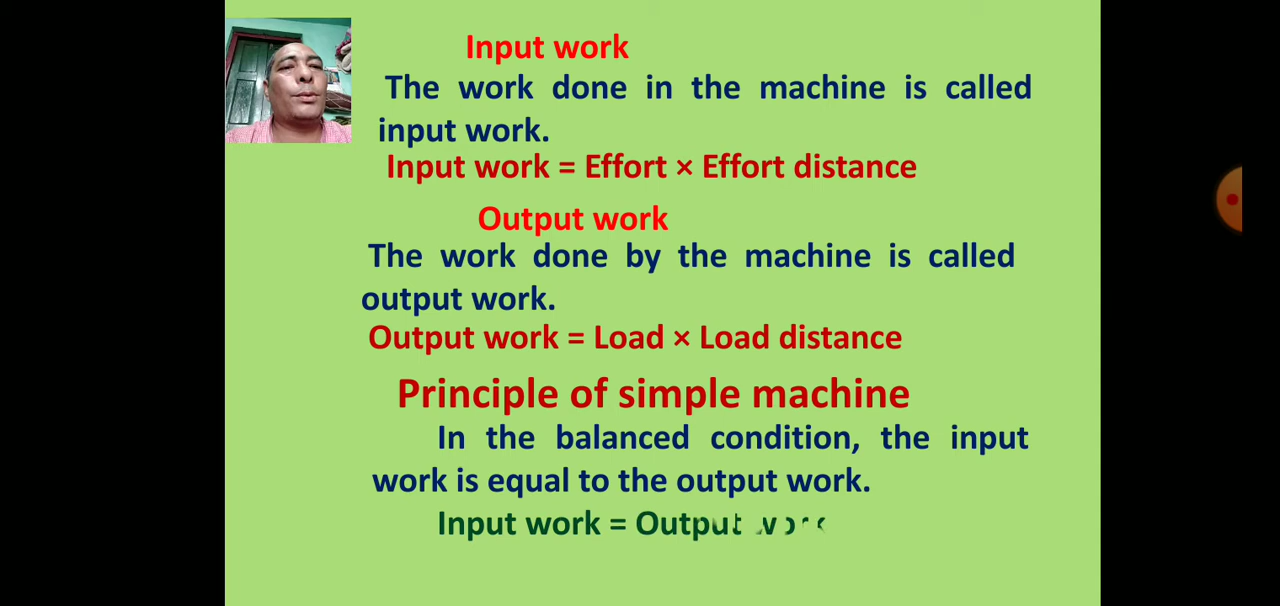 Input work
The work done in the machine is called
input work.
Input work = Effort × Effort distance
Output work
The work done by the machine is called
output work.
Output work = Load × Load distance
Principle of simple machine
In the balanced condition, the input
work is equal to the output work.
Input work = Output work